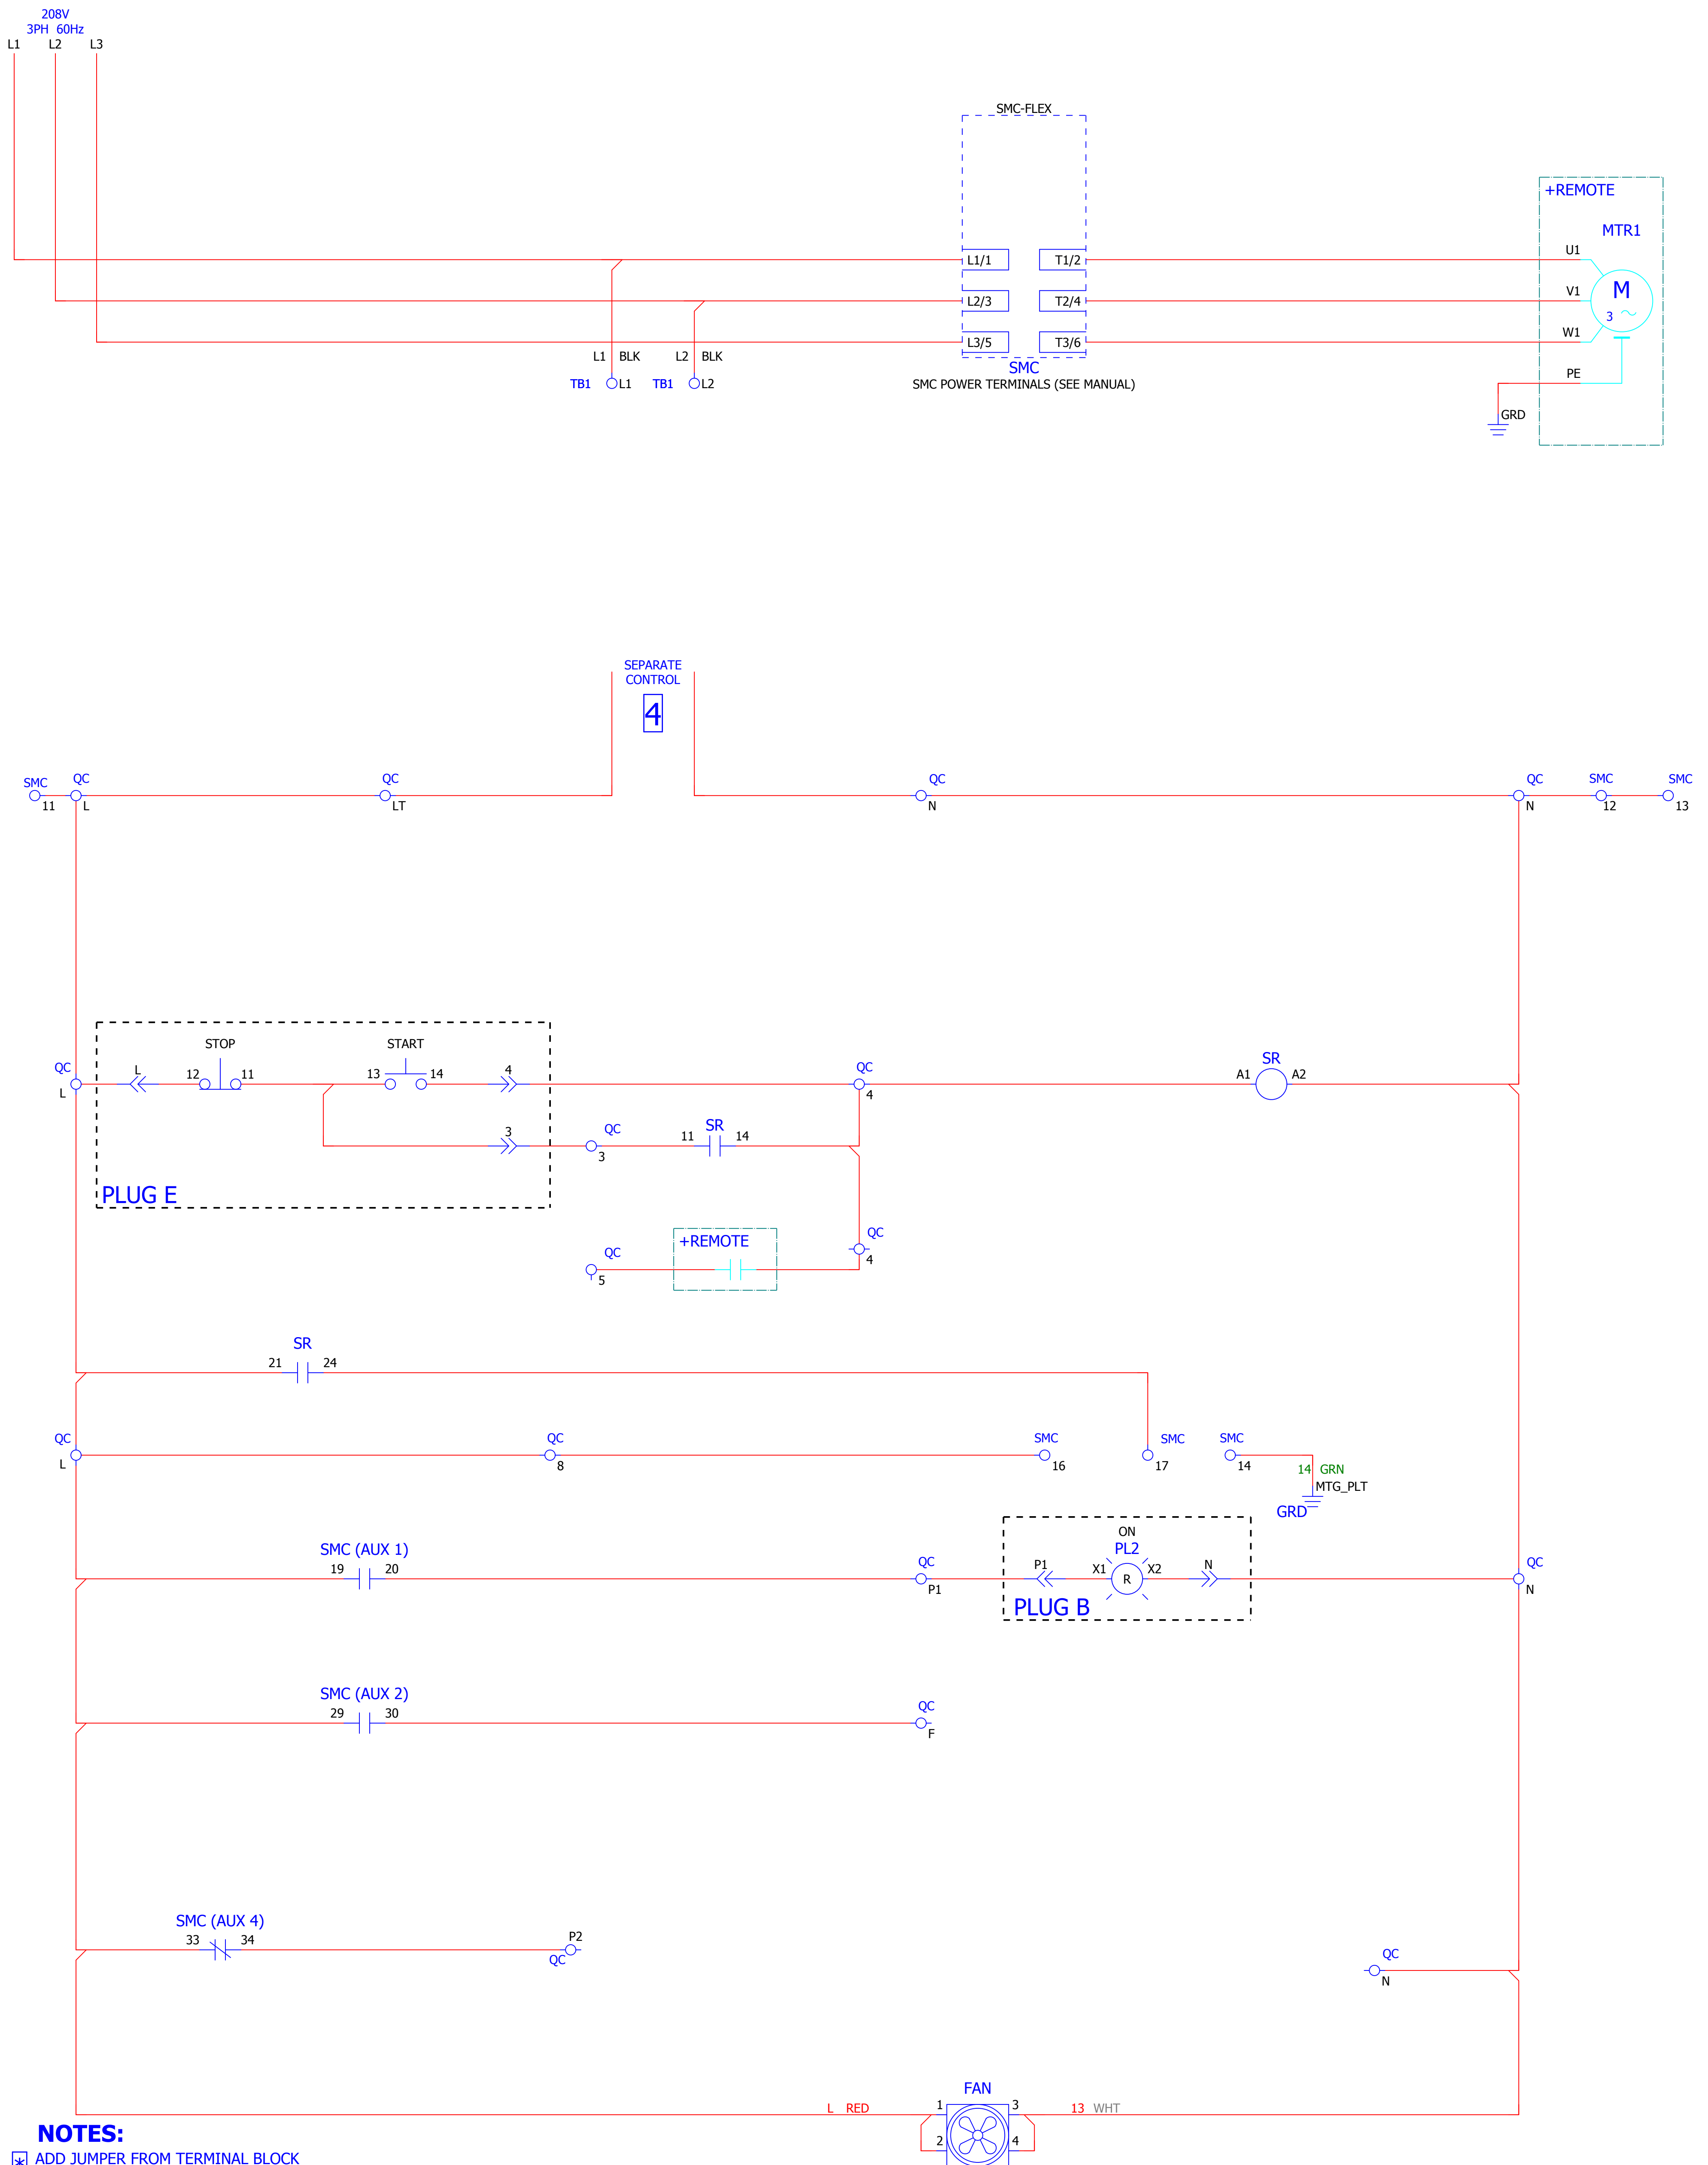 208V
3PH 60Hz
L1 L2 L3
SMC-FLEX
+REMOTE
MTR1
U1
L1/1 T1/2
M
3
V1
L2/3 T2/4
W1
L3/5 T3/6
L1 BLK L2 BLK
SMC
SMC POWER TERMINALS (SEE MANUAL)
TB1 L1 TB1 L2
PE
GRD
SEPARATE
CONTROL
4
SMC QC QC QC QC SMC SMC
11 L LT N N 12 13
STOP START
QC L 12 11 13 14 4 QC SR
L 4 A1 A2
3 QC 11 SR 14
3
PLUG E
+REMOTE QC
QC 4
5
SR
21 24
QC QC SMC SMC SMC
L 8 16 17 14
14 GRN
MTG_PLT
GRD
ON
SMC (AUX 1) PL2
19 20 QC P1 X1 R X2 N QC
P1 N
PLUG B
SMC (AUX 2)
29 30 QC
F
SMC (AUX 4)
33 34 P2
QC QC
N
FAN
L RED 1 3 13 WHT
2 4
NOTES:
* ADD JUMPER FROM TERMINAL BLOCK